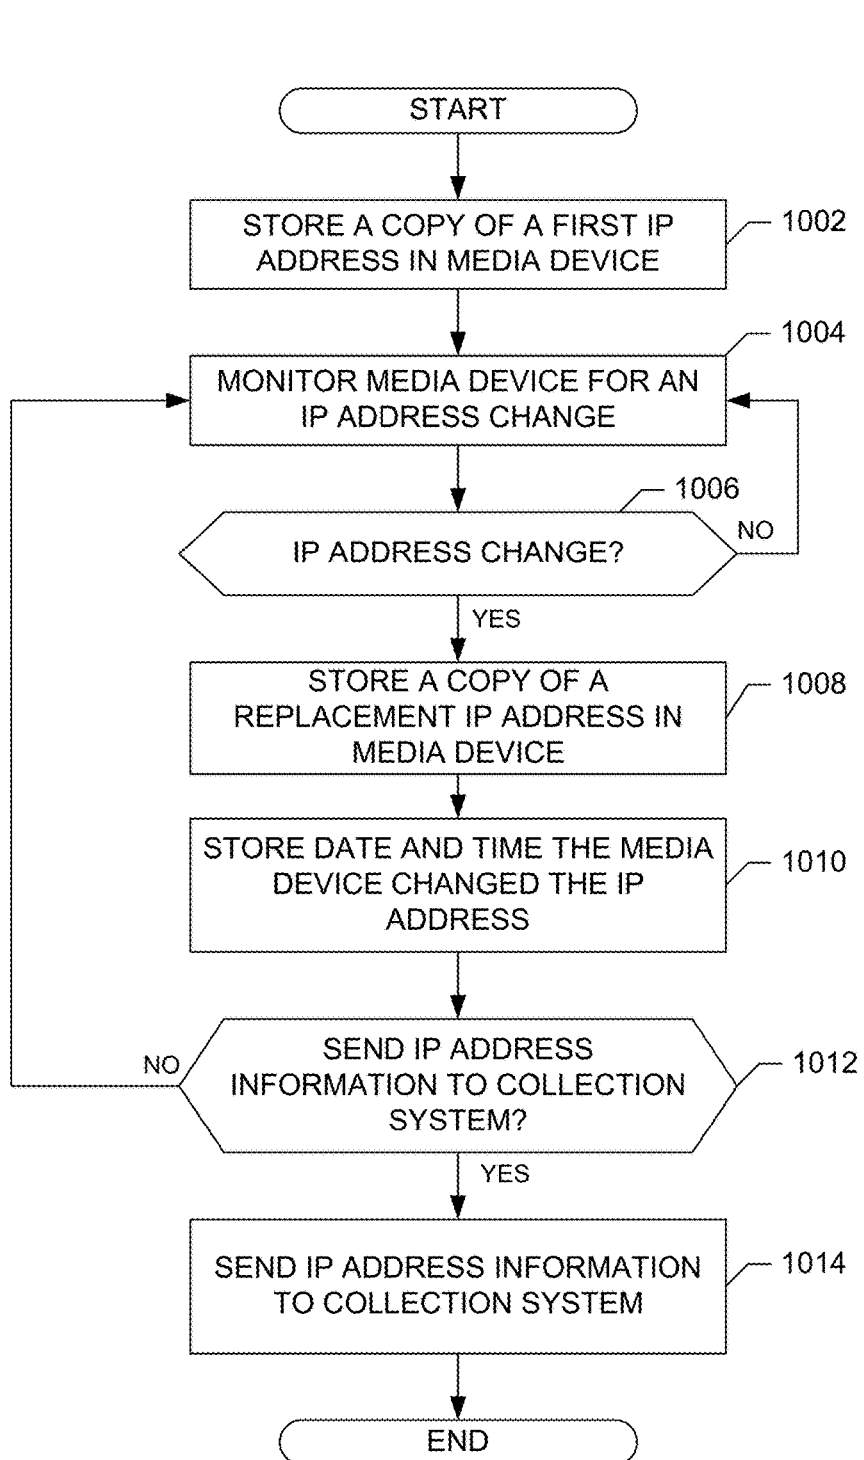 START
STORE A COPY OF A FIRST IP
ADDRESS IN MEDIA DEVICE
1002
1004
MONITOR MEDIA DEVICE FOR AN
IP ADDRESS CHANGE
1006
IP ADDRESS CHANGE?
NO
YES
STORE A COPY OF A
REPLACEMENT IP ADDRESS IN
MEDIA DEVICE
1008
STORE DATE AND TIME THE MEDIA
DEVICE CHANGED THE IP
ADDRESS
1010
NO
SEND IP ADDRESS
INFORMATION TO COLLECTION
SYSTEM?
1012
YES
SEND IP ADDRESS INFORMATION
TO COLLECTION SYSTEM
1014
END